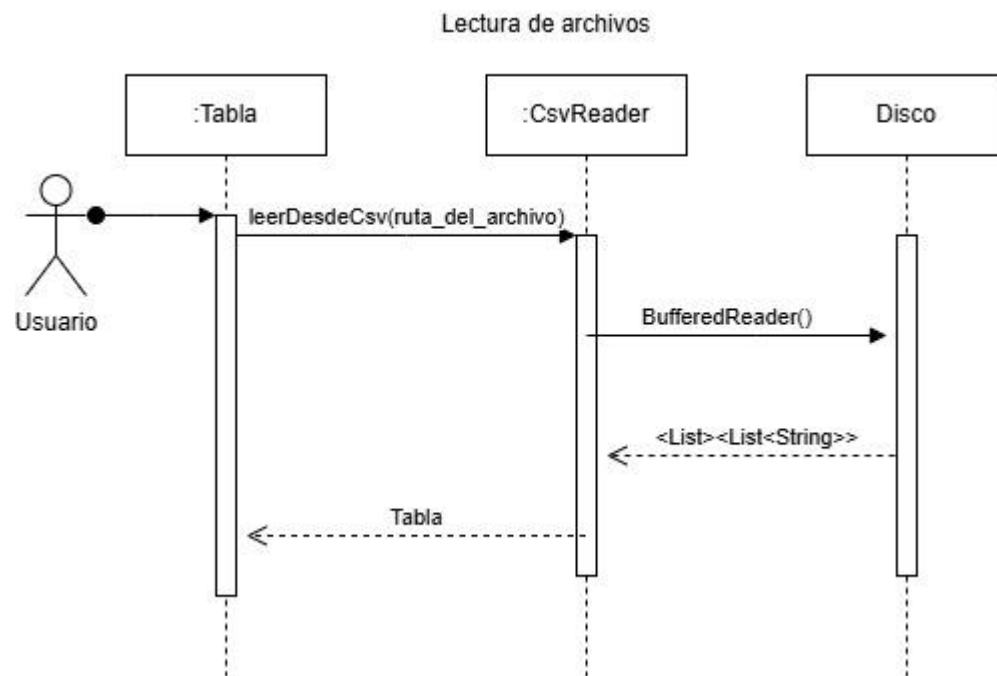 Lectura de archivos
:Tabla
:CsvReader
Disco
leerDesdeCsv(ruta_del_archivo)
Usuario
BufferedReader()
<List><List<String>>
Tabla